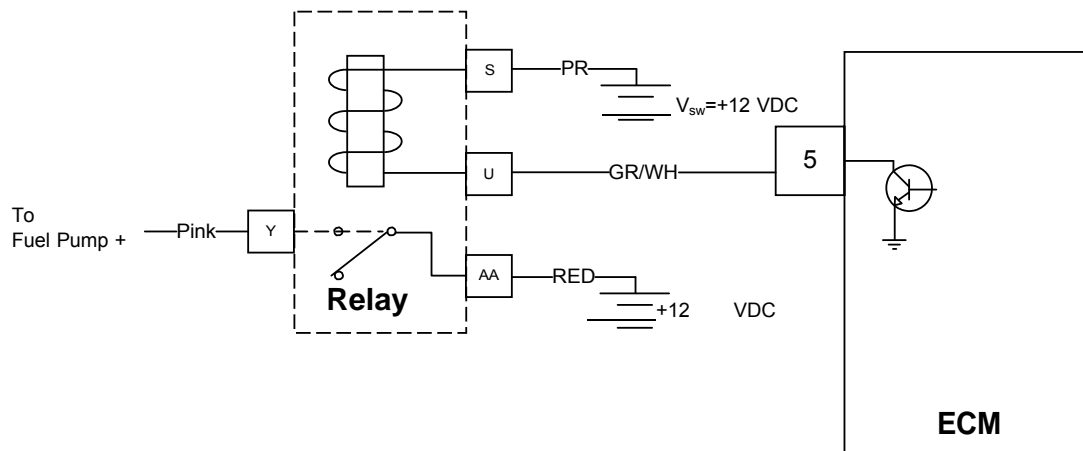 S
PR
V_sw=+12 VDC
5
U
GR/WH
To
Fuel Pump +
Pink
Y
AA
RED
Relay
+12 VDC
ECM